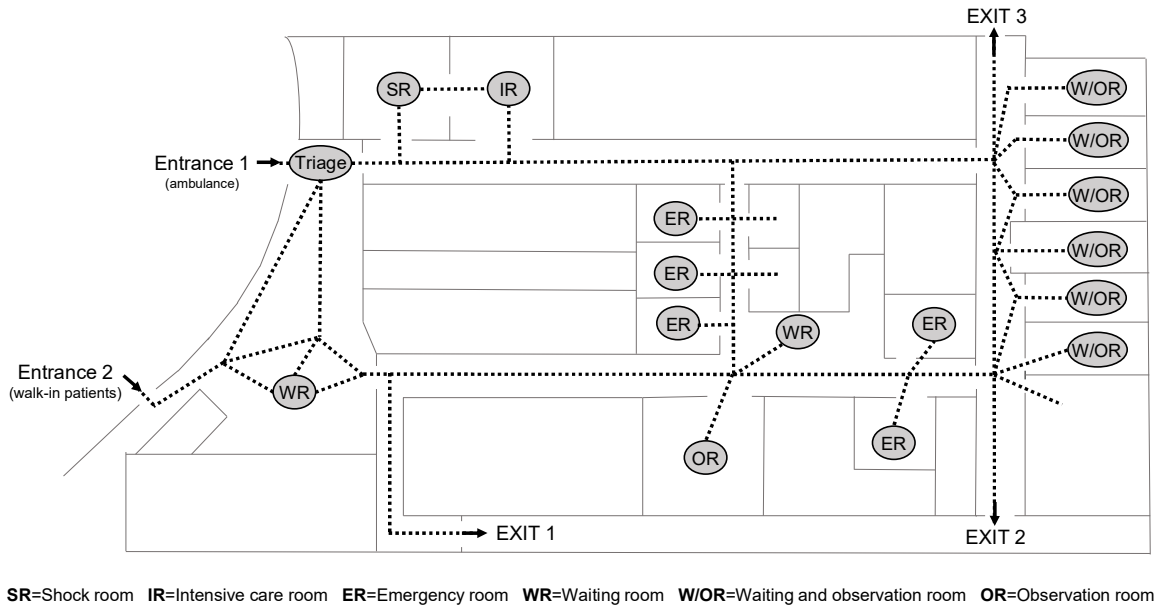 EXIT 3
SR IR W/OR
W/OR
Entrance 1 Triage
(ambulance)
W/OR
ER
W/OR
ER
W/OR
ER WR ER
W/OR
Entrance 2
(walk-in patients)
WR
ER
OR
EXIT 1 EXIT 2
SR=Shock room IR=Intensive care room ER=Emergency room WR=Waiting room W/OR=Waiting and observation room OR=Observation room